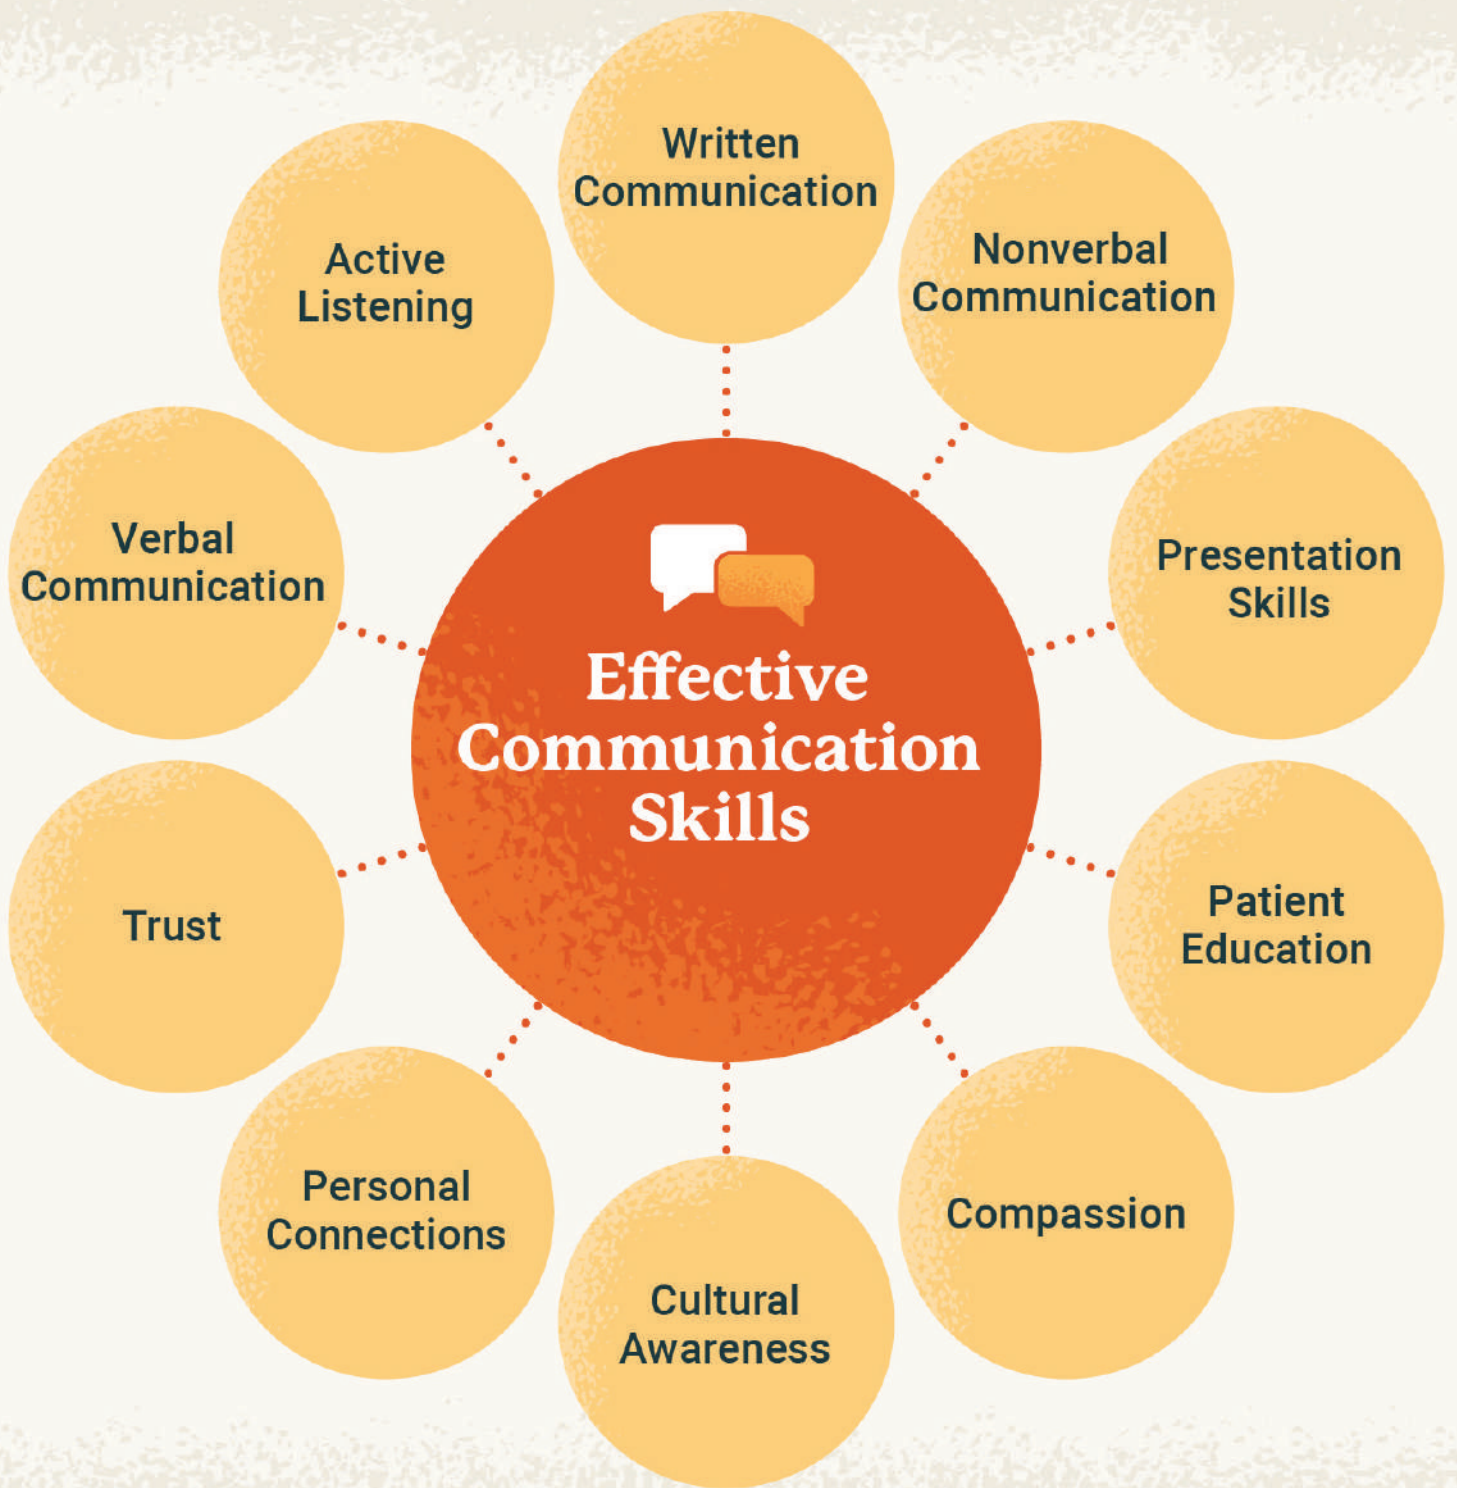 Written
Communication
Nonverbal
Communication
Presentation
Skills
Patient
Education
Compassion
Cultural
Awareness
Personal
Connections
Trust
Verbal
Communication
Active
Listening
Effective
Communication
Skills